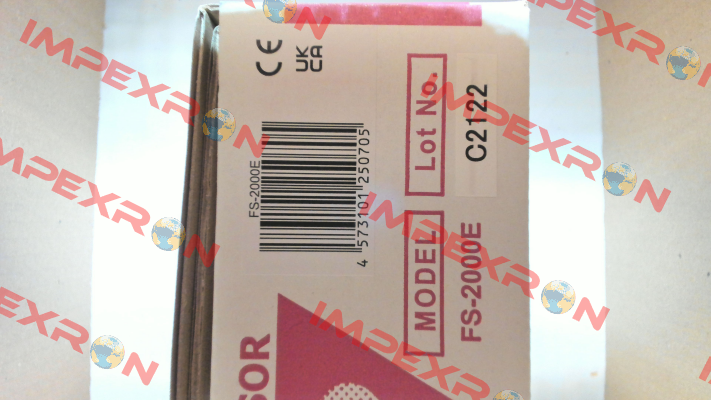 CE
UK
CA
FS-2000E
4 573101 250705
Lot No.
C2122
MODEL
FS-2000E
SOR
IMPEXRON
IMPEXRON
IMPEXRON
IMPEXRON
IMPEXRON
IMPEXRON
IMPEXRON